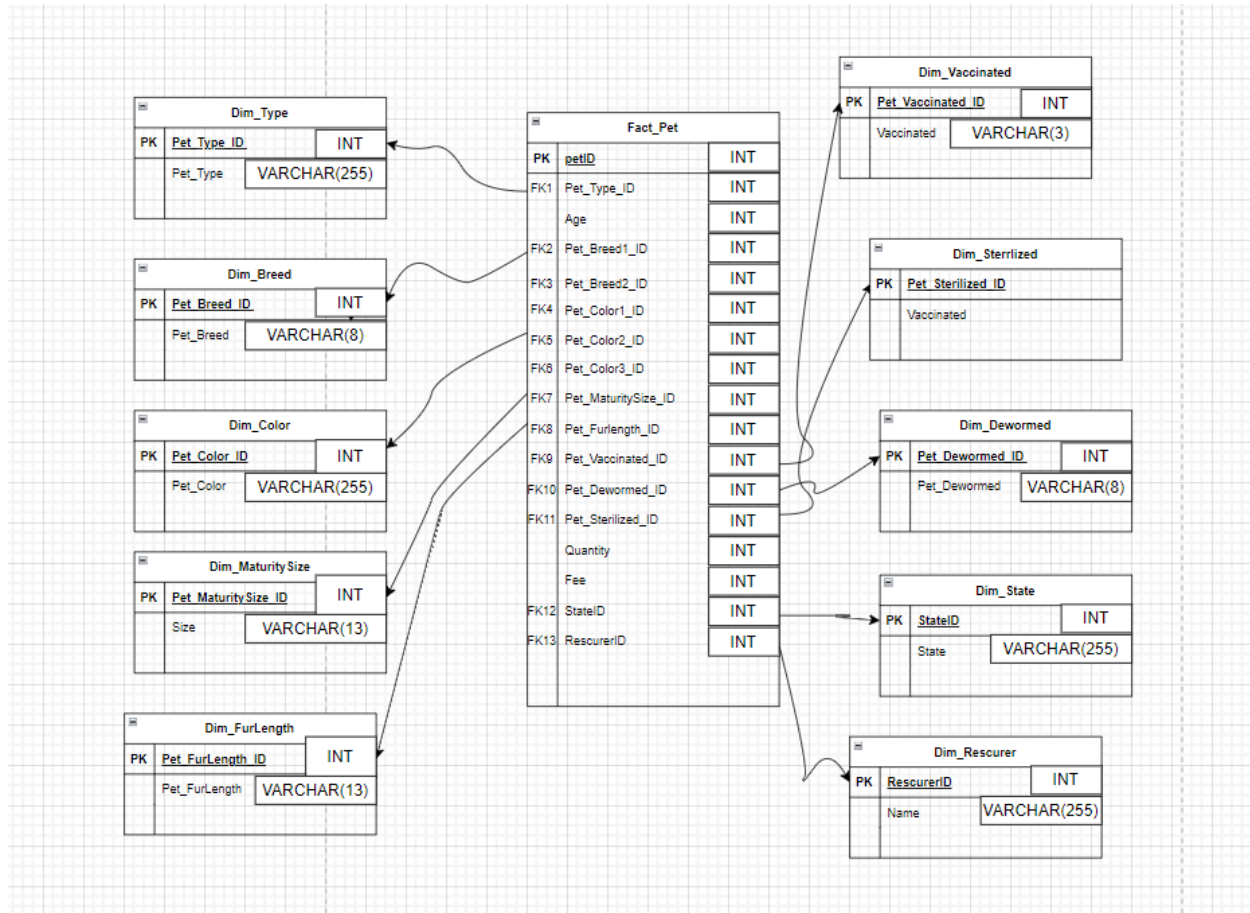 Dim_Type
PK Pet_Type_ID INT
Pet_Type VARCHAR(255)
Dim_Breed
PK Pet_Breed_ID INT
Pet_Breed VARCHAR(8)
Dim_Color
PK Pet_Color_ID INT
Pet_Color VARCHAR(255)
Dim_MaturitySize
PK Pet_MaturitySize_ID INT
Size VARCHAR(13)
Dim_FurLength
PK Pet_FurLength_ID INT
Pet_FurLength VARCHAR(13)
Fact_Pet
PK petID INT
FK1 Pet_Type_ID INT
Age INT
FK2 Pet_Breed1_ID INT
FK3 Pet_Breed2_ID INT
FK4 Pet_Color1_ID INT
FK5 Pet_Color2_ID INT
FK6 Pet_Color3_ID INT
FK7 Pet_MaturitySize_ID INT
FK8 Pet_Furlength_ID INT
FK9 Pet_Vaccinated_ID INT
FK10 Pet_Dewormed_ID INT
FK11 Pet_Sterilized_ID INT
Quantity INT
Fee INT
FK12 StateID INT
FK13 RescurerID INT
Dim_Vaccinated
PK Pet_Vaccinated_ID INT
Vaccinated VARCHAR(3)
Dim_Sterrlized
PK Pet_Sterilized_ID
Vaccinated
Dim_Dewormed
PK Pet_Dewormed_ID INT
Pet_Dewormed VARCHAR(8)
Dim_State
PK StateID INT
State VARCHAR(255)
Dim_Rescurer
PK RescurerID INT
Name VARCHAR(255)